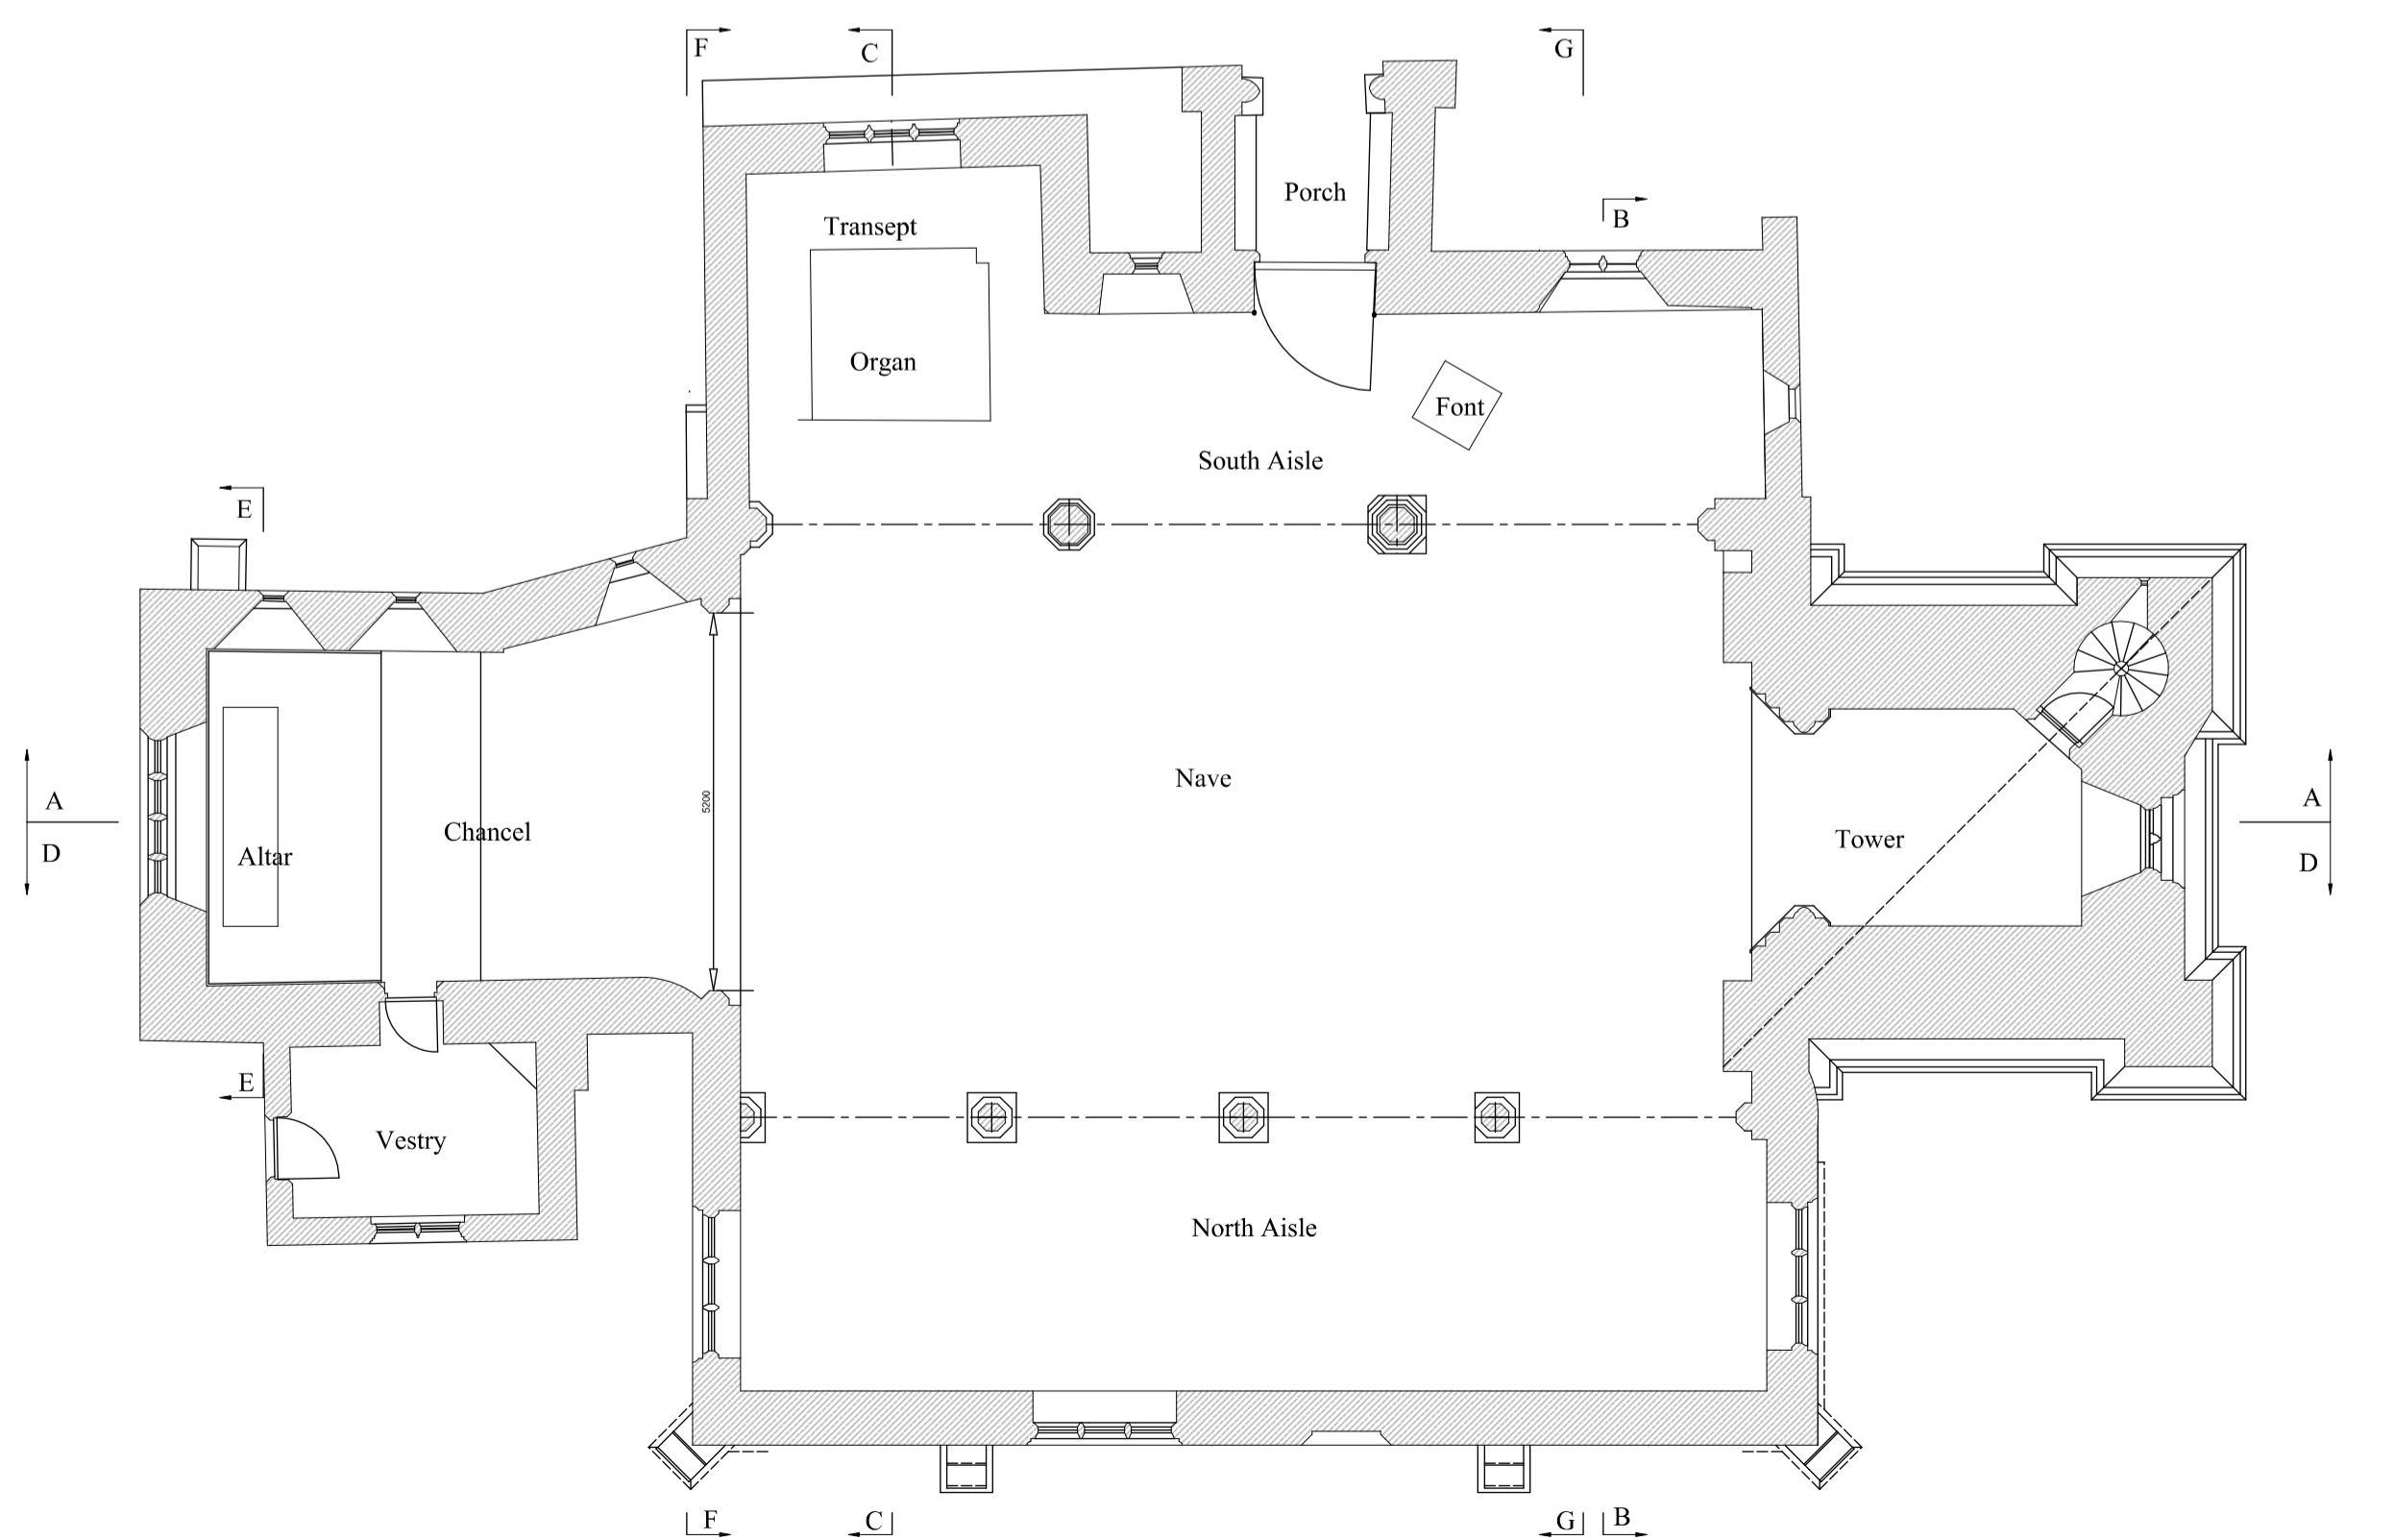 F
C
G
B
Porch
Transept
Organ
Font
South Aisle
E
Nave
5200
A
D
Chancel
Altar
Tower
A
D
E
Vestry
North Aisle
F
C
G
B